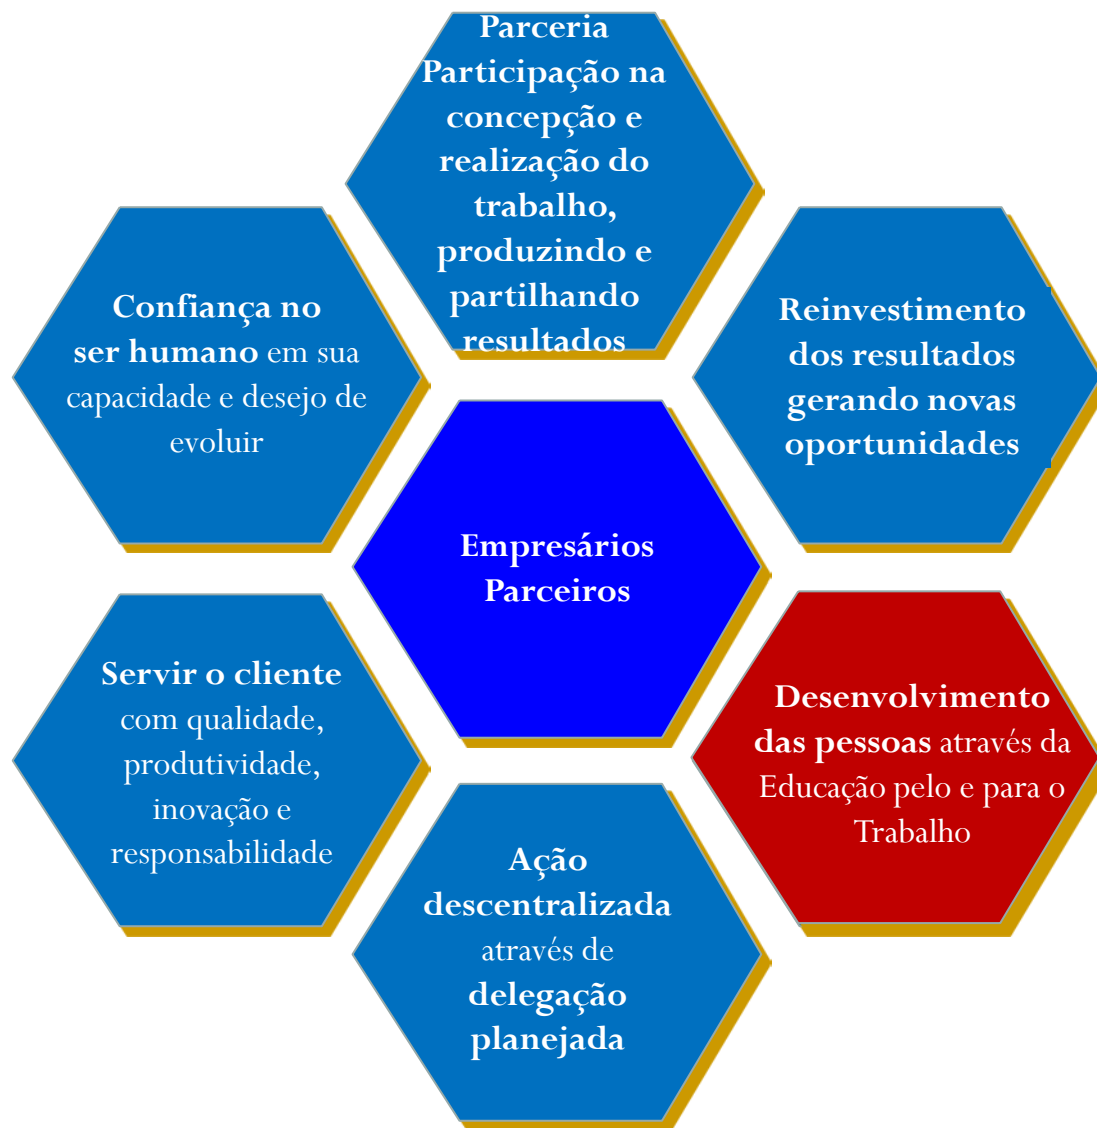 Parceria
Participação na
concepção e
realização do
trabalho,
produzindo e
partilhando
resultados
Confiança no
ser humano em sua
capacidade e desejo de
evoluir
Reinvestimento
dos resultados
gerando novas
oportunidades
Empresários
Parceiros
Servir o cliente
com qualidade,
produtividade,
inovação e
responsabilidade
Desenvolvimento
das pessoas através da
Educação pelo e para o
Trabalho
Ação
descentralizada
através de
delegação
planejada